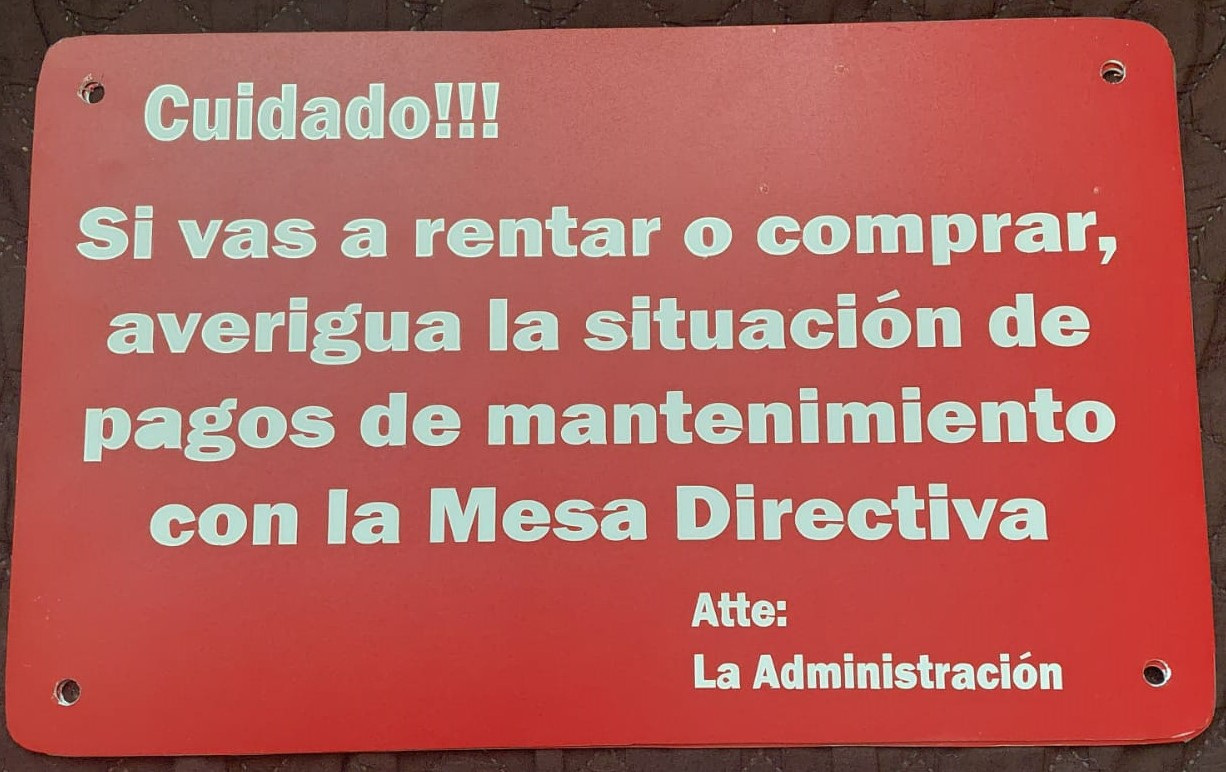 Cuidado!!!
Si vas a rentar o comprar,
averigua la situación de
pagos de mantenimiento
con la Mesa Directiva
Atte:
La Administración